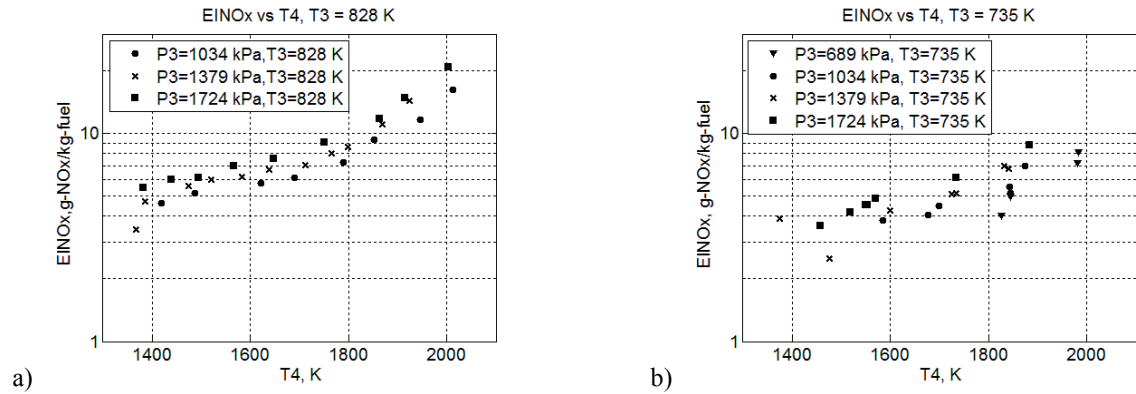 EINOx vs T4, T3 = 828 K
P3=1034 kPa,T3=828 K
P3=1379 kPa,T3=828 K
P3=1724 kPa,T3=828 K
EINOx,g-NOx/kg-fuel
10
1
1400 1600 1800 2000
T4, K
a)
EINOx vs T4, T3 = 735 K
P3=689 kPa, T3=735 K
P3=1034 kPa, T3=735 K
P3=1379 kPa, T3=735 K
P3=1724 kPa, T3=735 K
EINOx, g-NOx/kg-fuel
10
1
1400 1600 1800 2000
T4, K
b)